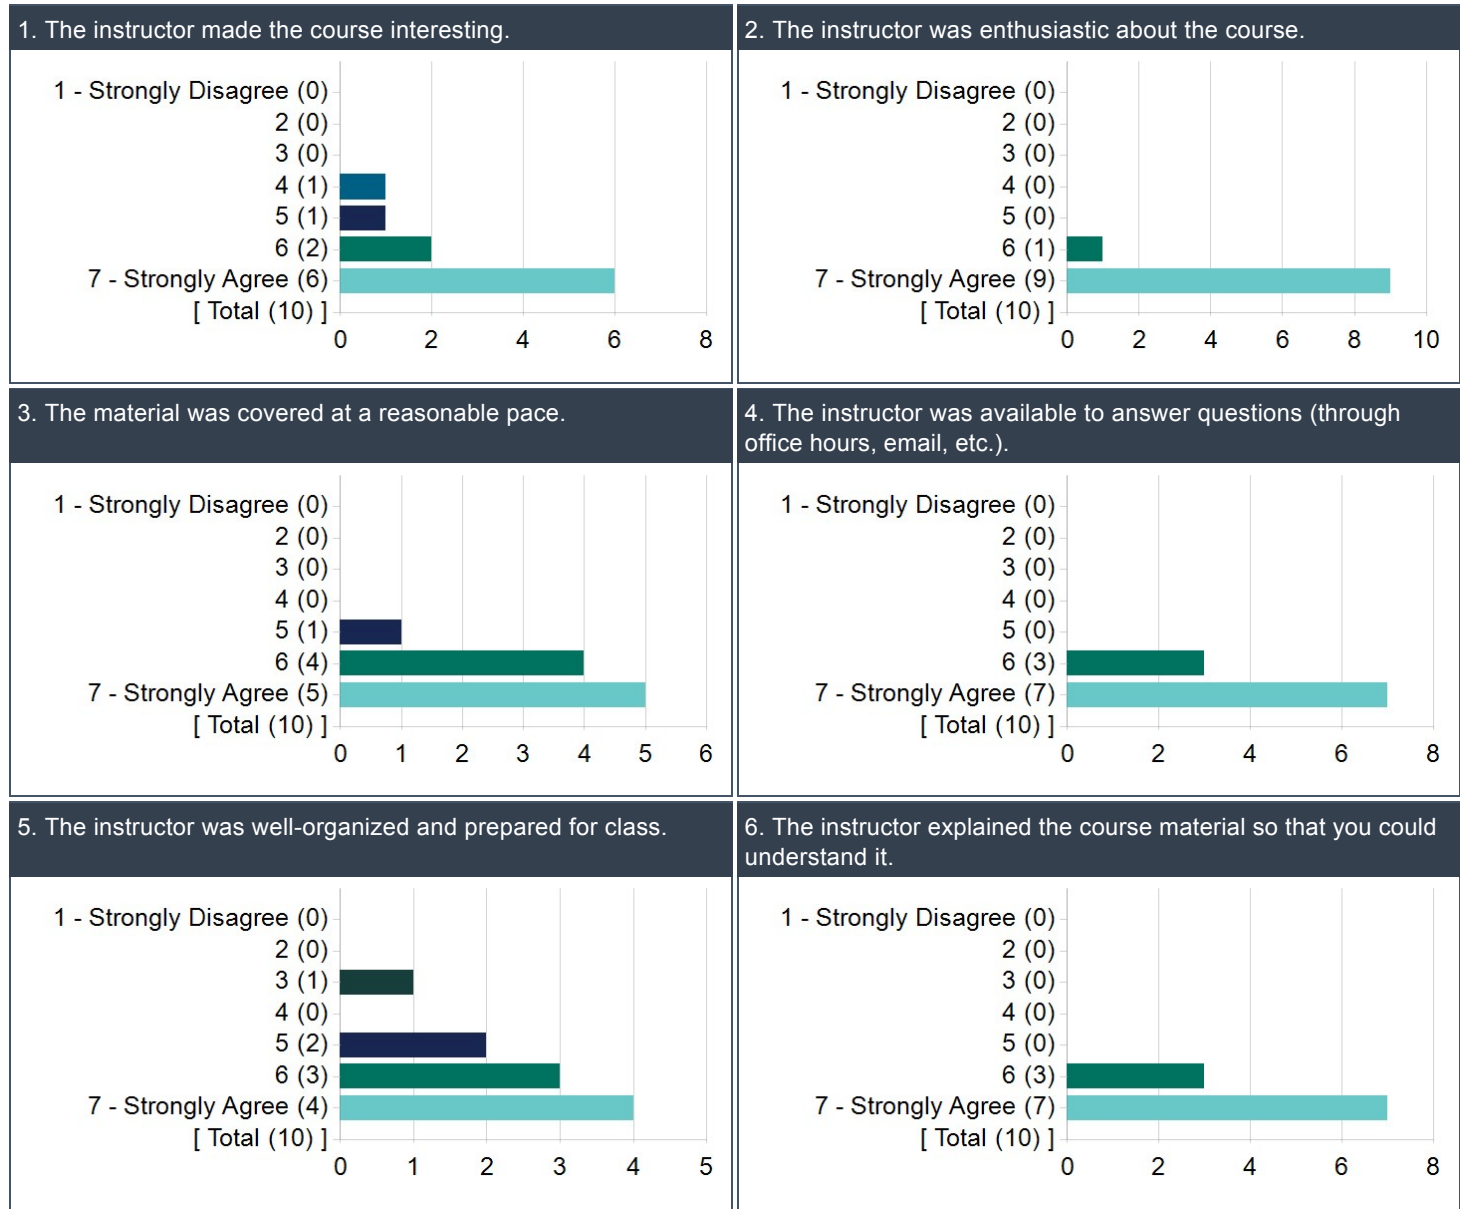 1. The instructor made the course interesting.
1 - Strongly Disagree (0)
2 (0)
3 (0)
4 (1)
5 (1)
6 (2)
7 - Strongly Agree (6)
[ Total (10) ]
0 2 4 6 8
2. The instructor was enthusiastic about the course.
1 - Strongly Disagree (0)
2 (0)
3 (0)
4 (0)
5 (0)
6 (1)
7 - Strongly Agree (9)
[ Total (10) ]
0 2 4 6 8 10
3. The material was covered at a reasonable pace.
1 - Strongly Disagree (0)
2 (0)
3 (0)
4 (0)
5 (1)
6 (4)
7 - Strongly Agree (5)
[ Total (10) ]
0 1 2 3 4 5 6
4. The instructor was available to answer questions (through
office hours, email, etc.).
1 - Strongly Disagree (0)
2 (0)
3 (0)
4 (0)
5 (0)
6 (3)
7 - Strongly Agree (7)
[ Total (10) ]
0 2 4 6 8
5. The instructor was well-organized and prepared for class.
1 - Strongly Disagree (0)
2 (0)
3 (1)
4 (0)
5 (2)
6 (3)
7 - Strongly Agree (4)
[ Total (10) ]
0 1 2 3 4 5
6. The instructor explained the course material so that you could
understand it.
1 - Strongly Disagree (0)
2 (0)
3 (0)
4 (0)
5 (0)
6 (3)
7 - Strongly Agree (7)
[ Total (10) ]
0 2 4 6 8